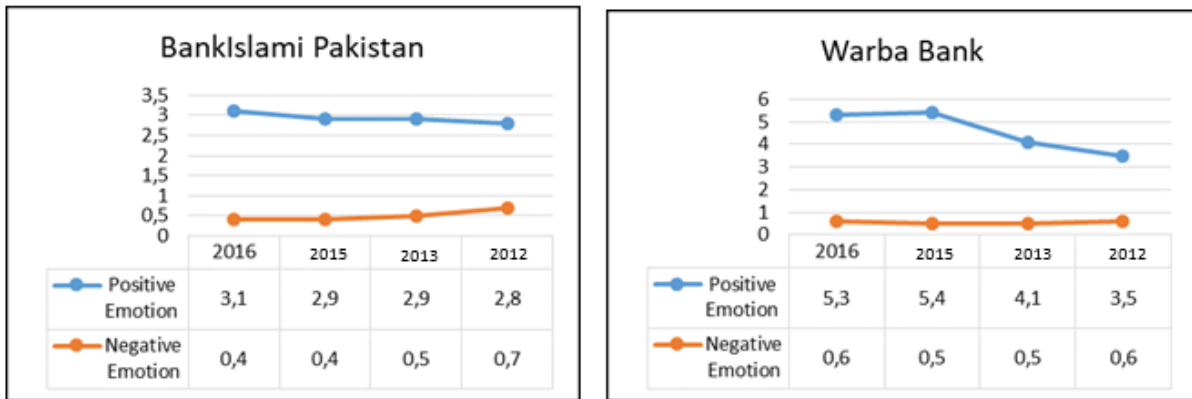 BankIslami Pakistan
3,5
3
2,5
2
1,5
1
0,5
0
2016 2015 2013 2012
Positive Emotion 3,1 2,9 2,9 2,8
Negative Emotion 0,4 0,4 0,5 0,7
Warba Bank
6
5
4
3
2
1
0
2016 2015 2013 2012
Positive Emotion 5,3 5,4 4,1 3,5
Negative Emotion 0,6 0,5 0,5 0,6